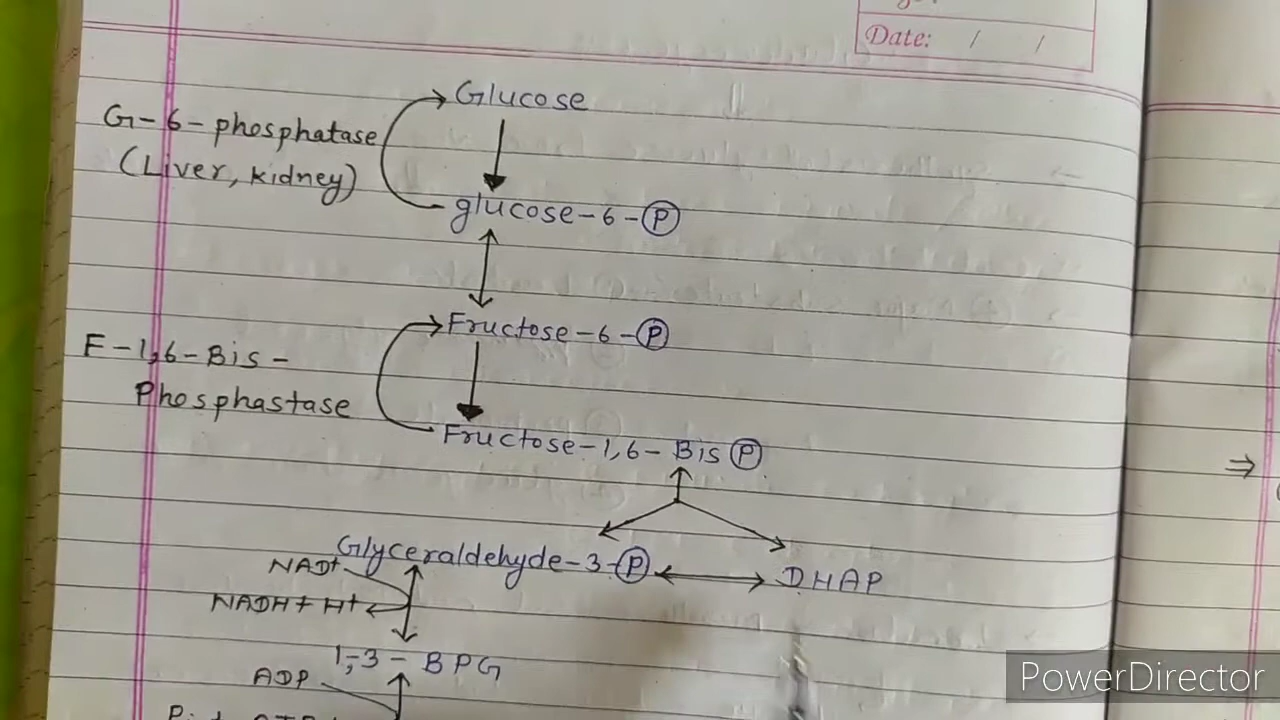 Date: / /
Glucose
G-6-phosphatase
(Liver, kidney)
glucose-6-P
Fructose-6-P
F-1,6-Bis-
Phosphastase
Fructose-1,6-Bis P
Glyceraldehyde-3-P
DHAP
NAD+
NADH+H+
1,3-BPG
ADP
PowerDirector